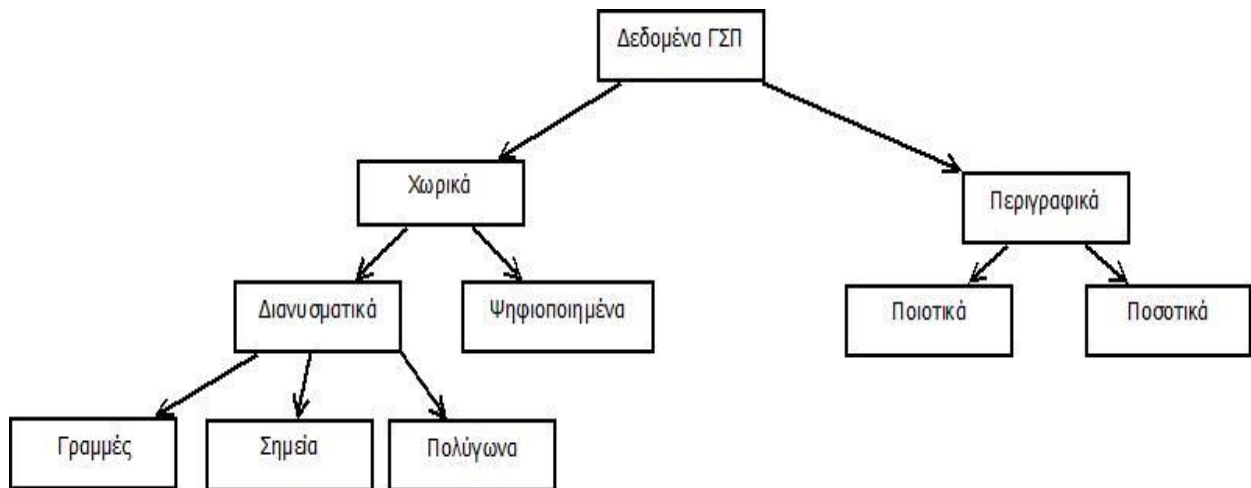 Δεδομένα ΓΣΠ
Χωρικά
Περιγραφικά
Διανυσματικά
Ψηφιοποιημένα
Ποιοτικά
Ποσοτικά
Γραμμές
Σημεία
Πολύγωνα